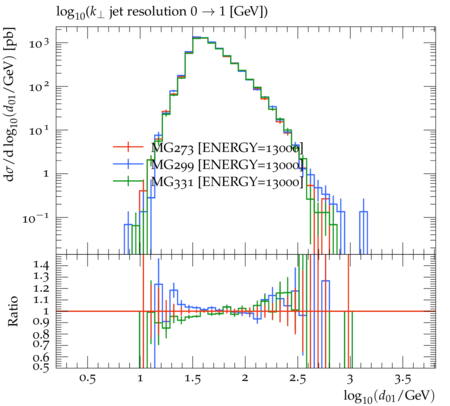 log₁₀(k⊥ jet resolution 0 → 1 [GeV])
dσ/d log₁₀(d₀₁/GeV) [pb]
10³
10²
10¹
1
10⁻¹
MG273 [ENERGY=13000]
MG299 [ENERGY=13000]
MG331 [ENERGY=13000]
Ratio
1.4
1.3
1.2
1.1
1
0.9
0.8
0.7
0.6
0.5
0.5 1 1.5 2 2.5 3 3.5
log₁₀(d₀₁/GeV)